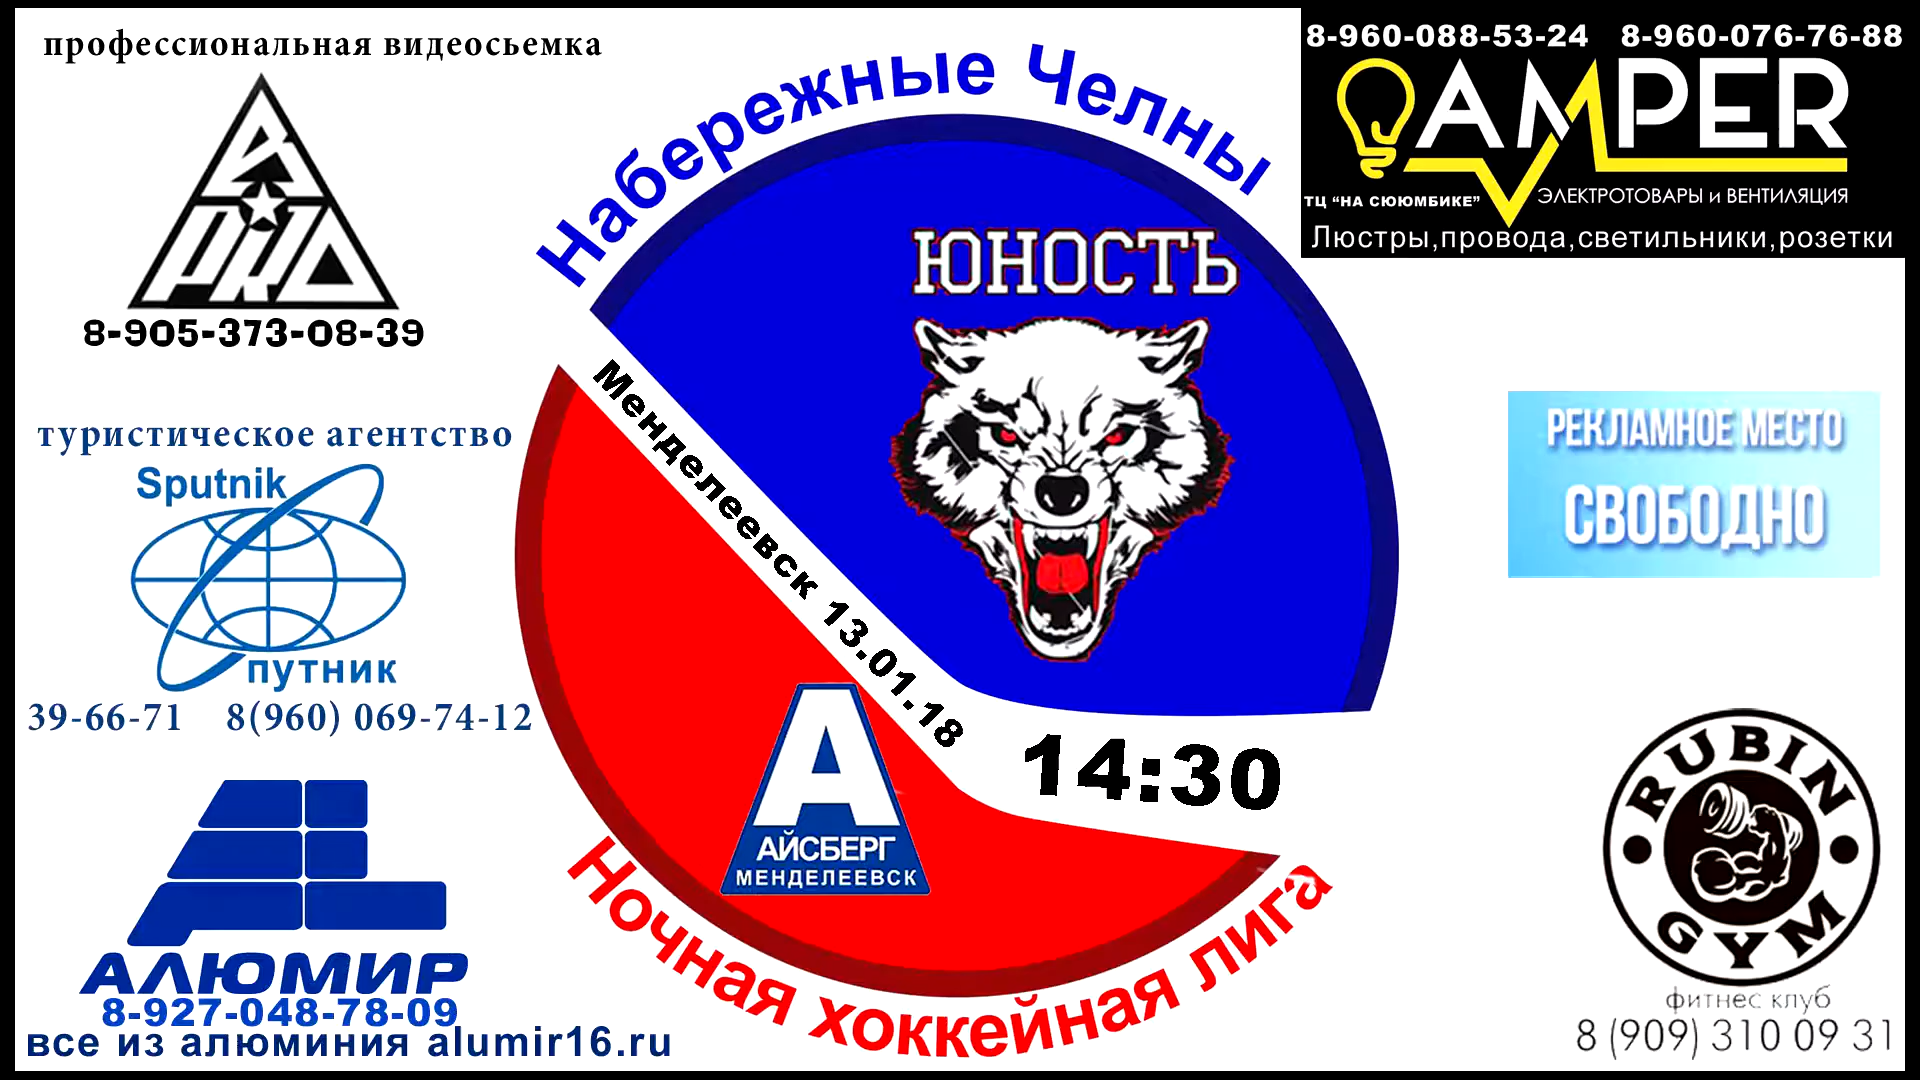 профессиональная видеосьемка
PRO
8-905-373-08-39
туристическое агентство
Sputnik
путник
39-66-71 8(960) 069-74-12
АЛЮМИР
8-927-048-78-09
все из алюминия alumir16.ru
Набережные Челны
ЮНОСТЬ
Менделеевск 13.01.18
14:30
А
АЙСБЕРГ
МЕНДЕЛЕЕВСК
Ночная хоккейная лига
8-960-088-53-24 8-960-076-76-88
AMPER
ТЦ “НА СЮЮМБИКЕ”
ЭЛЕКТРОТОВАРЫ и ВЕНТИЛЯЦИЯ
Люстры,провода,светильники,розетки
РЕКЛАМНОЕ МЕСТО
СВОБОДНО
RUBIN
GYM
фитнес клуб
8 (909) 310 09 31